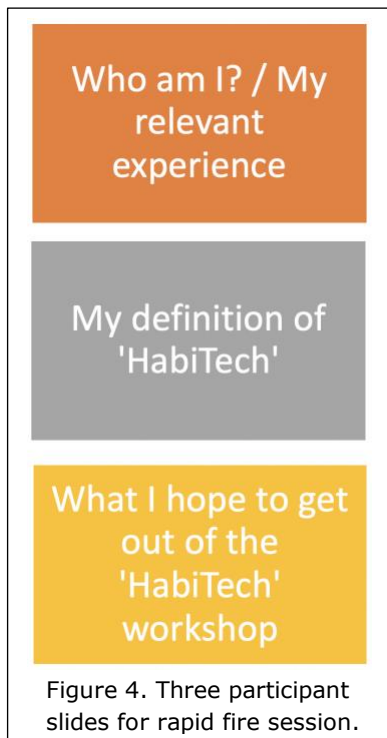 Who am I? / My
relevant
experience
My definition of
'HabiTech'
What I hope to get
out of the
'HabiTech'
workshop
Figure 4. Three participant
slides for rapid fire session.